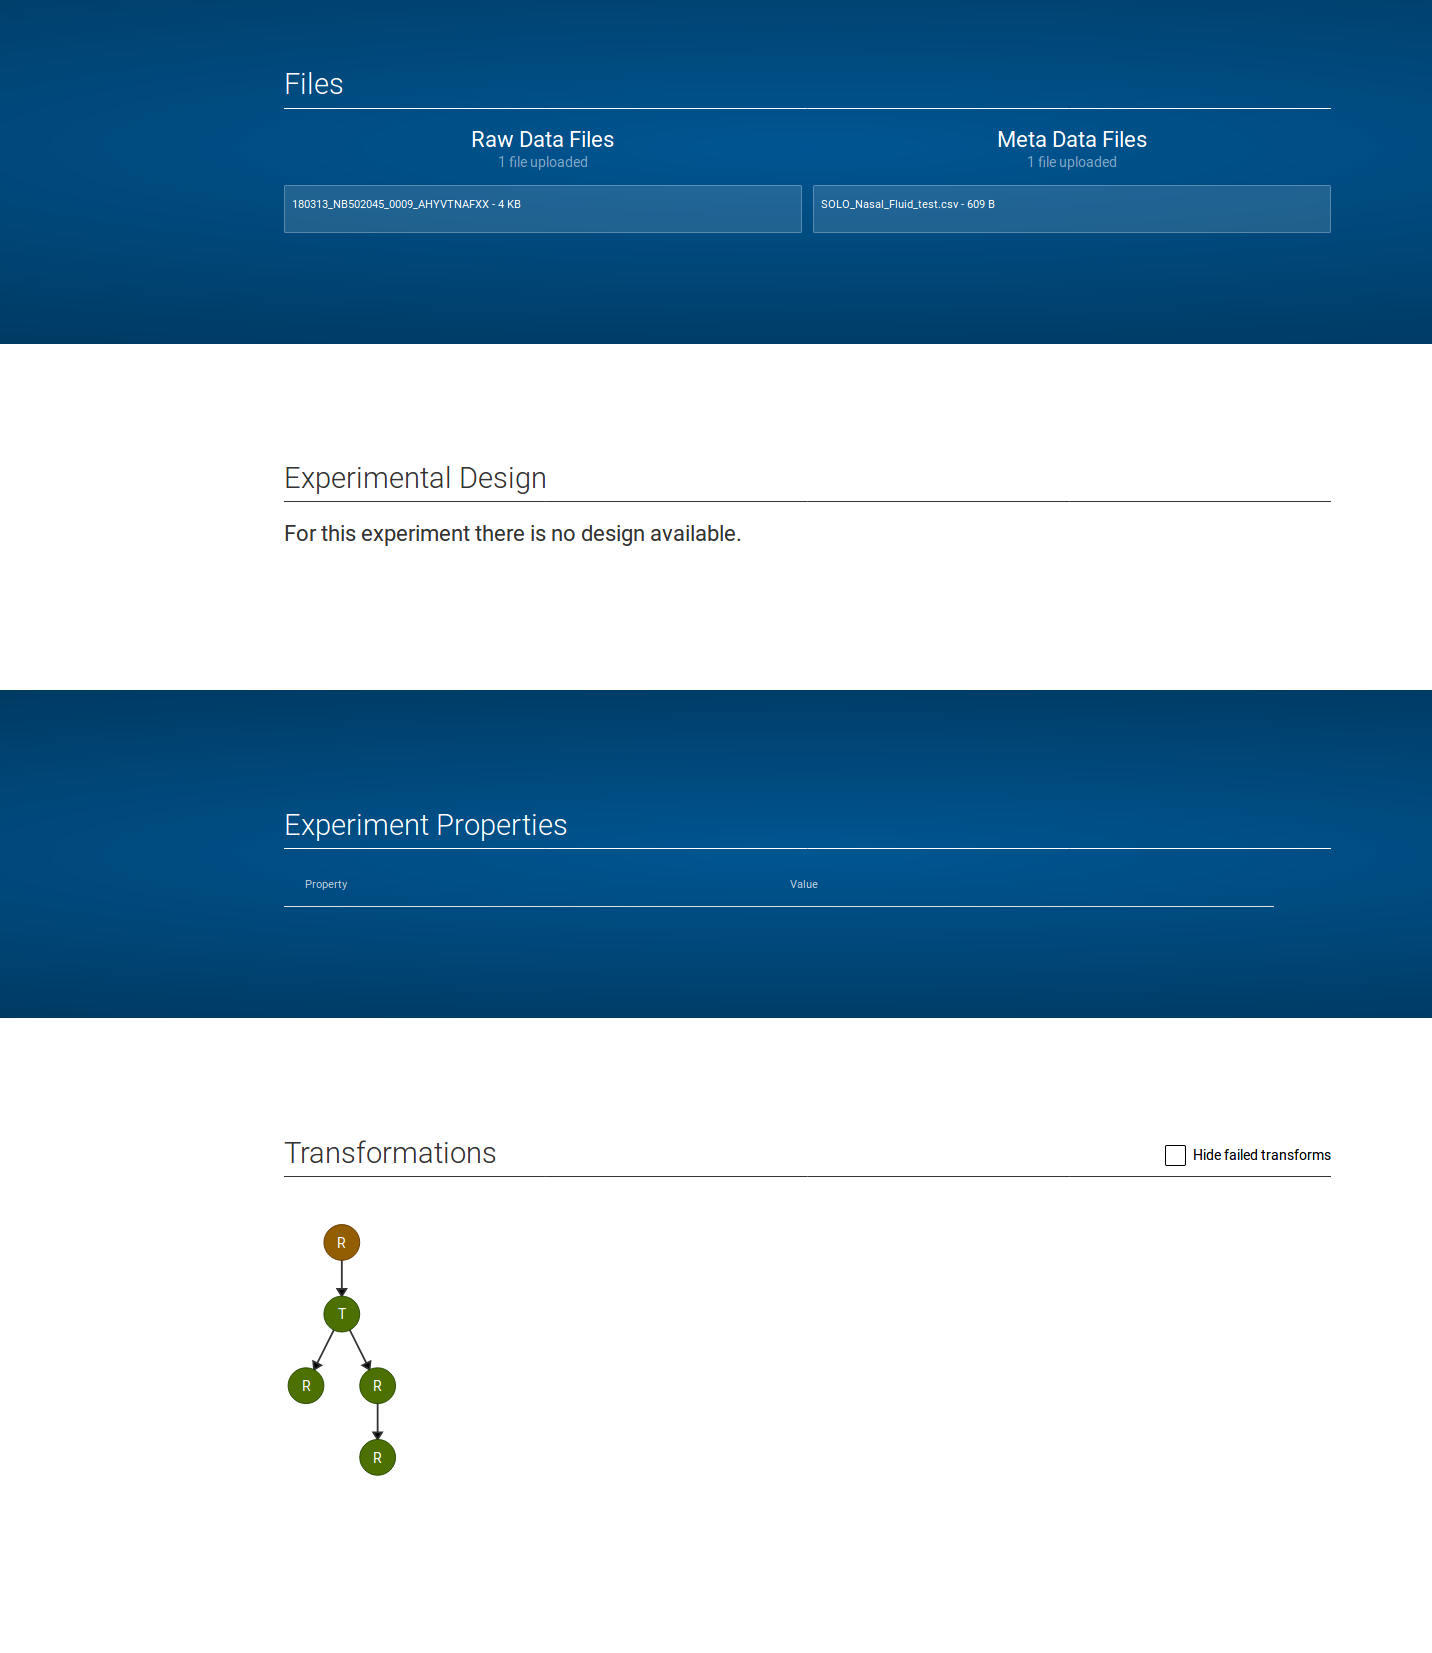 Files
Raw Data Files
1 file uploaded
180313_NB502045_0009_AHYVTNAFXX - 4 KB
Meta Data Files
1 file uploaded
SOLO_Nasal_Fluid_test.csv - 609 B
Experimental Design
For this experiment there is no design available.
Experiment Properties
Property Value
Transformations
Hide failed transforms
R
T
R R
R